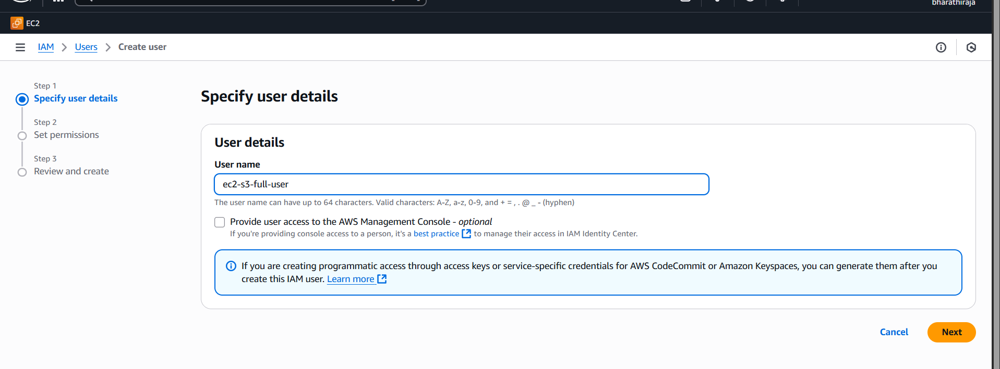 bharathiraja
EC2
IAM > Users > Create user
Step 1
Specify user details
Step 2
Set permissions
Step 3
Review and create
Specify user details
User details
User name
ec2-s3-full-user
The user name can have up to 64 characters. Valid characters: A-Z, a-z, 0-9, and + = , . @ _ - (hyphen)
Provide user access to the AWS Management Console - optional
If you're providing console access to a person, it's a best practice to manage their access in IAM Identity Center.
If you are creating programmatic access through access keys or service-specific credentials for AWS CodeCommit or Amazon Keyspaces, you can generate them after you
create this IAM user. Learn more
Cancel
Next